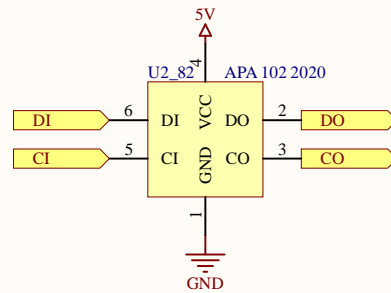 5V
U2_82 APA 102 2020
4
DI 6 DI VCC DO 2 DO
CI 5 CI GND CO 3 CO
1
GND